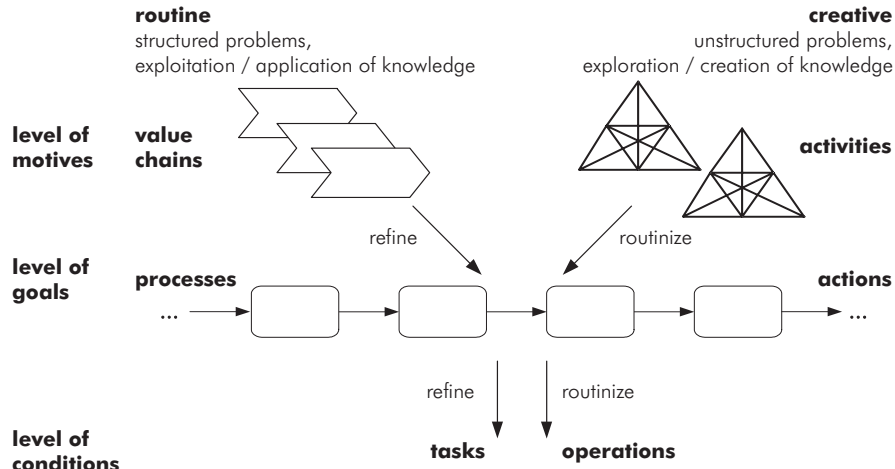 routine
structured problems,
exploitation / application of knowledge
creative
unstructured problems,
exploration / creation of knowledge
level of
motives
value
chains
activities
refine
routinize
level of
goals
processes
actions
...
...
refine
routinize
level of
conditions
tasks
operations